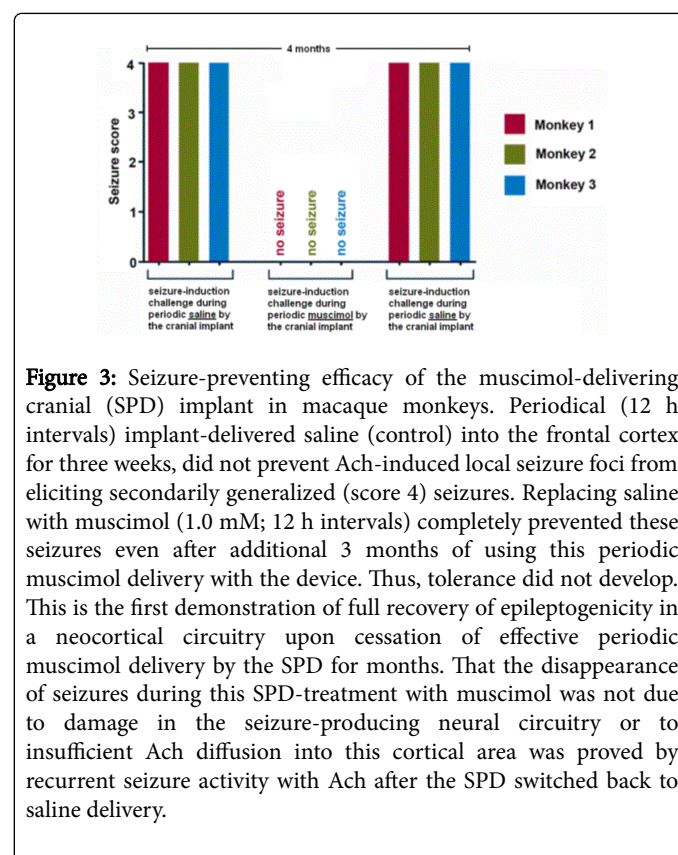 4 months
4
3
2
1
0
Seizure score
no seizure
no seizure
no seizure
Monkey 1
Monkey 2
Monkey 3
seizure-induction
challenge during
periodic saline by
the cranial implant
seizure-induction
challenge during
periodic muscimol by
the cranial implant
seizure-induction
challenge during
periodic saline by
the cranial implant
Figure 3: Seizure-preventing efficacy of the muscimol-delivering
cranial (SPD) implant in macaque monkeys. Periodical (12 h
intervals) implant-delivered saline (control) into the frontal cortex
for three weeks, did not prevent Ach-induced local seizure foci from
eliciting secondarily generalized (score 4) seizures. Replacing saline
with muscimol (1.0 mM; 12 h intervals) completely prevented these
seizures even after additional 3 months of using this periodic
muscimol delivery with the device. Thus, tolerance did not develop.
This is the first demonstration of full recovery of epileptogenicity in
a neocortical circuitry upon cessation of effective periodic
muscimol delivery by the SPD for months. That the disappearance
of seizures during this SPD-treatment with muscimol was not due
to damage in the seizure-producing neural circuitry or to
insufficient Ach diffusion into this cortical area was proved by
recurrent seizure activity with Ach after the SPD switched back to
saline delivery.